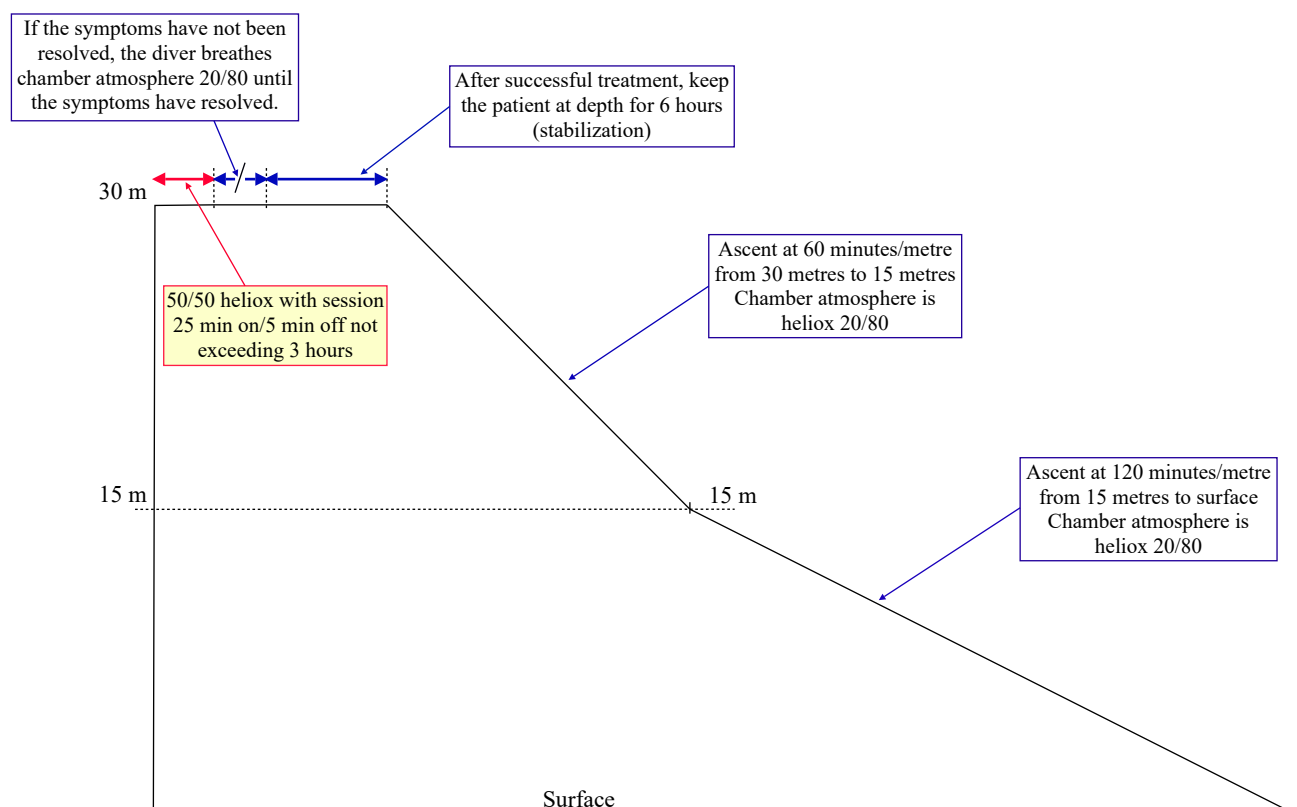 If the symptoms have not been
resolved, the diver breathes
chamber atmosphere 20/80 until
the symptoms have resolved.
After successful treatment, keep
the patient at depth for 6 hours
(stabilization)
30 m
50/50 heliox with session
25 min on/5 min off not
exceeding 3 hours
Ascent at 60 minutes/metre
from 30 metres to 15 metres
Chamber atmosphere is
heliox 20/80
15 m
15 m
Ascent at 120 minutes/metre
from 15 metres to surface
Chamber atmosphere is
heliox 20/80
Surface